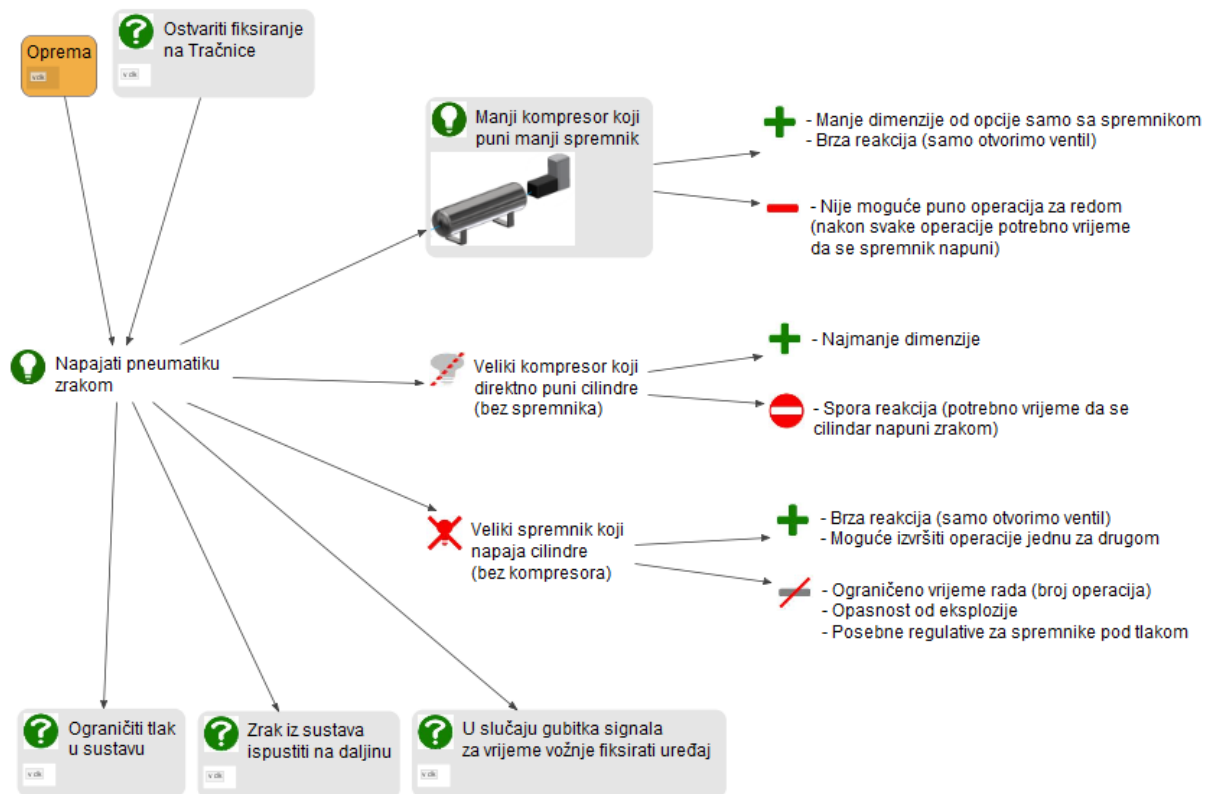 Oprema
v.dk
Ostvariti fiksiranje
na Tračnice
v dk
Manji kompresor koji
puni manji spremnik
- Manje dimenzije od opcije samo sa spremnikom
- Brza reakcija (samo otvorimo ventil)
- Nije moguće puno operacija za redom
(nakon svake operacije potrebno vrijeme
da se spremnik napuni)
Napajati pneumatiku
zrakom
Veliki kompresor koji
direktno puni cilindre
(bez spremnika)
- Najmanje dimenzije
- Spora reakcija (potrebno vrijeme da se
cilindar napuni zrakom)
Veliki spremnik koji
napaja cilindre
(bez kompresora)
- Brza reakcija (samo otvorimo ventil)
- Moguće izvršiti operacije jednu za drugom
- Ograničeno vrijeme rada (broj operacija)
- Opasnost od eksplozije
- Posebne regulative za spremnike pod tlakom
Ograničiti tlak
u sustavu
v dk
Zrak iz sustava
ispustiti na daljinu
v dk
U slučaju gubitka signala
za vrijeme vožnje fiksirati uređaj
v dk